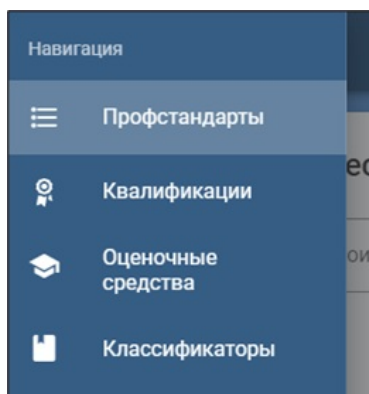 Навигация
Профстандарты
Квалификации
Оценочные
средства
Классификаторы